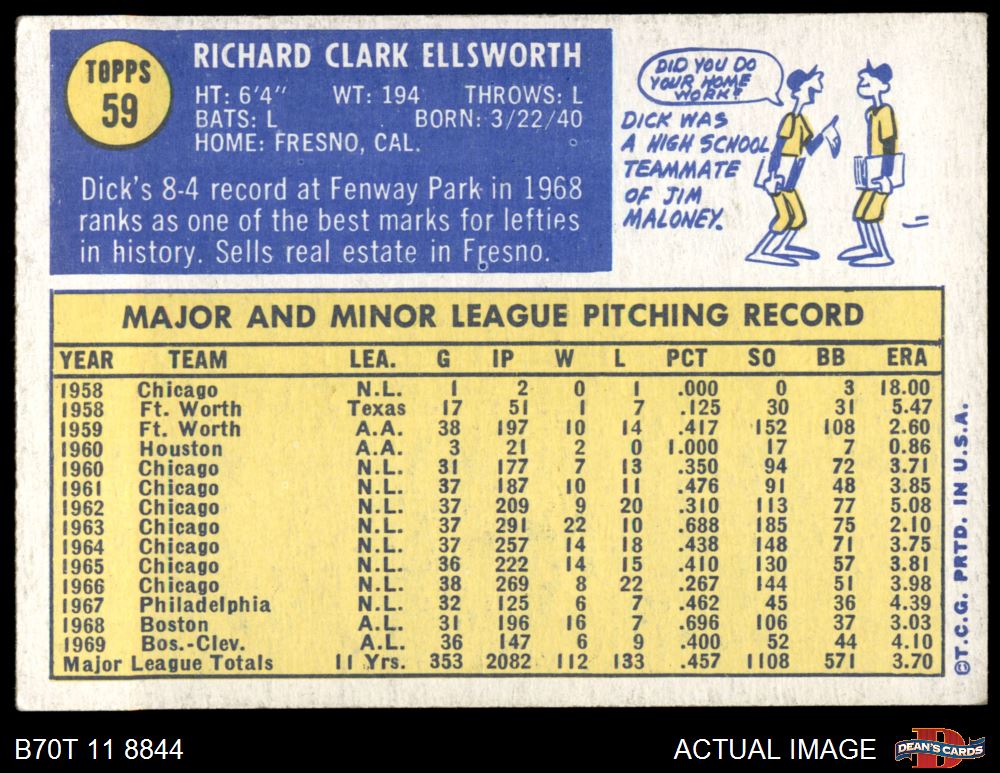 TOPPS
59
RICHARD CLARK ELLSWORTH
HT: 6'4" WT: 194 THROWS: L
BATS: L BORN: 3/22/40
HOME: FRESNO, CAL.
Dick's 8-4 record at Fenway Park in 1968
ranks as one of the best marks for lefties
in history. Sells real estate in Fresno.
DID YOU DO
YOUR HOME
WORK?
DICK WAS
A HIGH SCHOOL
TEAMMATE
OF JIM
MALONEY.
MAJOR AND MINOR LEAGUE PITCHING RECORD
YEAR TEAM LEA. G IP W L PCT SO BB ERA
1958 Chicago N.L. 1 2 0 1 .000 0 3 18.00
1958 Ft. Worth Texas 17 51 1 7 .125 30 31 5.47
1959 Ft. Worth A.A. 38 197 10 14 .417 152 108 2.60
1960 Houston A.A. 3 21 2 0 1.000 17 7 0.86
1960 Chicago N.L. 31 177 7 13 .350 94 72 3.71
1961 Chicago N.L. 37 187 10 11 .476 91 48 3.85
1962 Chicago N.L. 37 209 9 20 .310 113 77 5.08
1963 Chicago N.L. 37 291 22 10 .688 185 75 2.10
1964 Chicago N.L. 37 257 14 18 .438 148 71 3.75
1965 Chicago N.L. 36 222 14 15 .410 130 57 3.81
1966 Chicago N.L. 38 269 8 22 .267 144 51 3.98
1967 Philadelphia N.L. 32 125 6 7 .462 45 36 4.39
1968 Boston A.L. 31 196 16 7 .696 106 37 3.03
1969 Bos.-Clev. A.L. 36 147 6 9 .400 52 44 4.10
Major League Totals 11 Yrs. 353 2082 112 133 .457 1108 571 3.70
©T.C.G. PRTD. IN U.S.A.
B70T 11 8844
ACTUAL IMAGE
DEAN'S CARDS